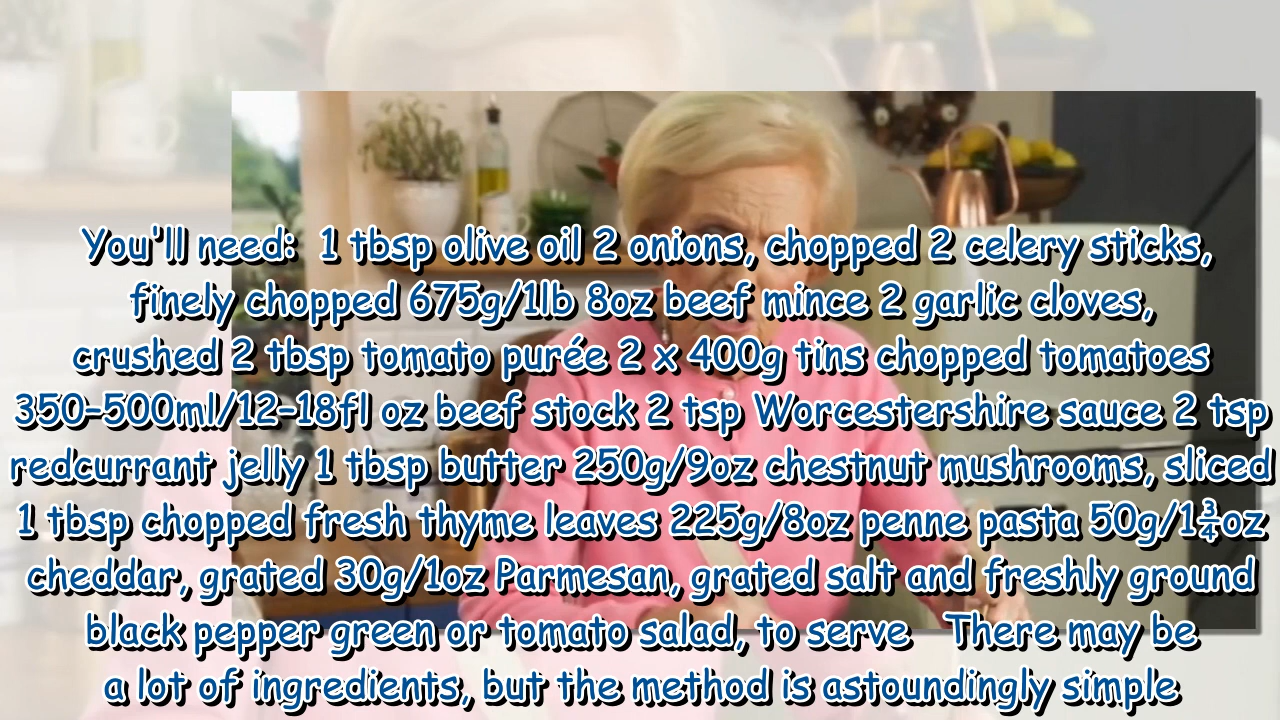 You'll need:  1 tbsp olive oil 2 onions, chopped 2 celery sticks,
finely chopped 675g/1lb 8oz beef mince 2 garlic cloves,
crushed 2 tbsp tomato purée 2 x 400g tins chopped tomatoes
350–500ml/12–18fl oz beef stock 2 tsp Worcestershire sauce 2 tsp
redcurrant jelly 1 tbsp butter 250g/9oz chestnut mushrooms, sliced
1 tbsp chopped fresh thyme leaves 225g/8oz penne pasta 50g/1¾oz
cheddar, grated 30g/1oz Parmesan, grated salt and freshly ground
black pepper green or tomato salad, to serve   There may be
a lot of ingredients, but the method is astoundingly simple